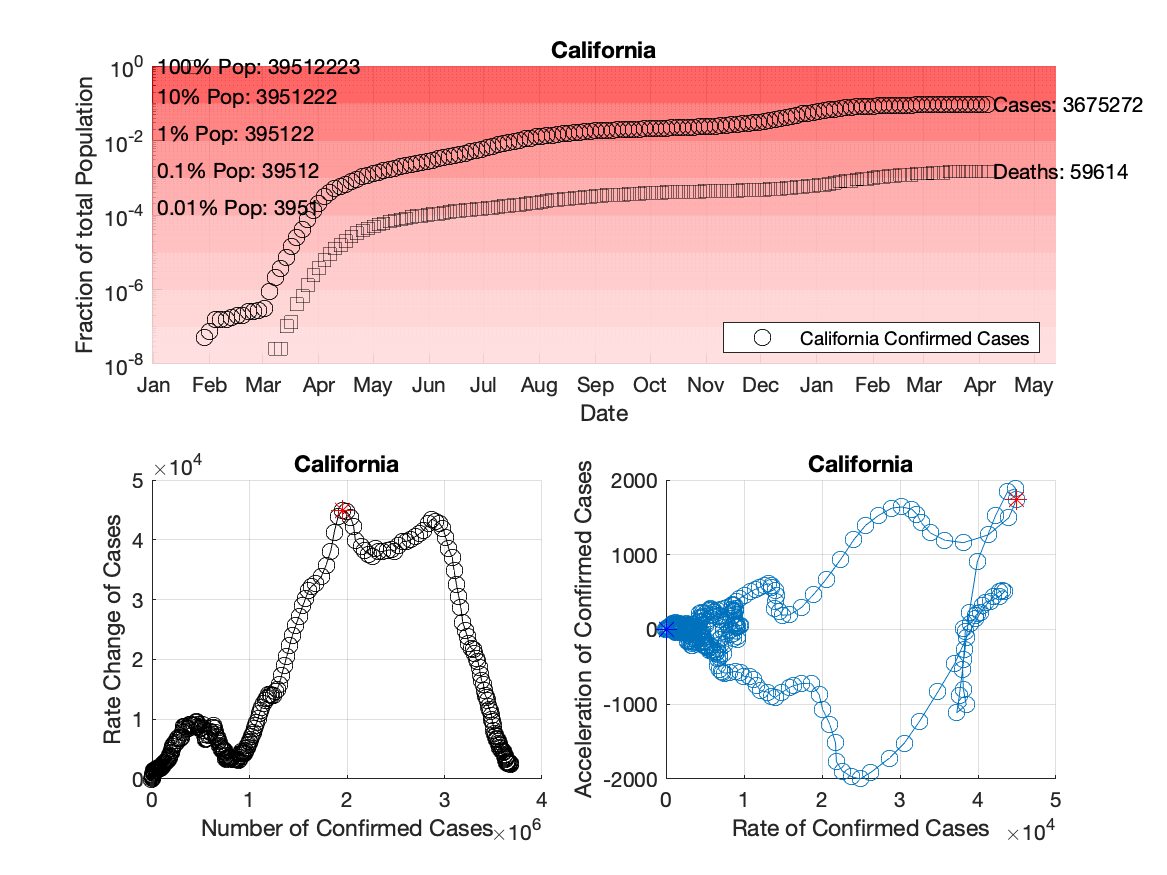 California
10^0
100% Pop: 39512223
10% Pop: 3951222
Cases: 3675272
10^-2
1% Pop: 395122
0.1% Pop: 39512
Deaths: 59614
10^-4
0.01% Pop: 3951
10^-6
10^-8
Fraction of total Population
California Confirmed Cases
Jan Feb Mar Apr May Jun Jul Aug Sep Oct Nov Dec Jan Feb Mar Apr May
Date
California
×10^4
5
4
3
2
1
0
Rate Change of Cases
0 1 2 3 4
Number of Confirmed Cases
×10^6
California
2000
1000
0
-1000
-2000
Acceleration of Confirmed Cases
0 1 2 3 4 5
Rate of Confirmed Cases
×10^4